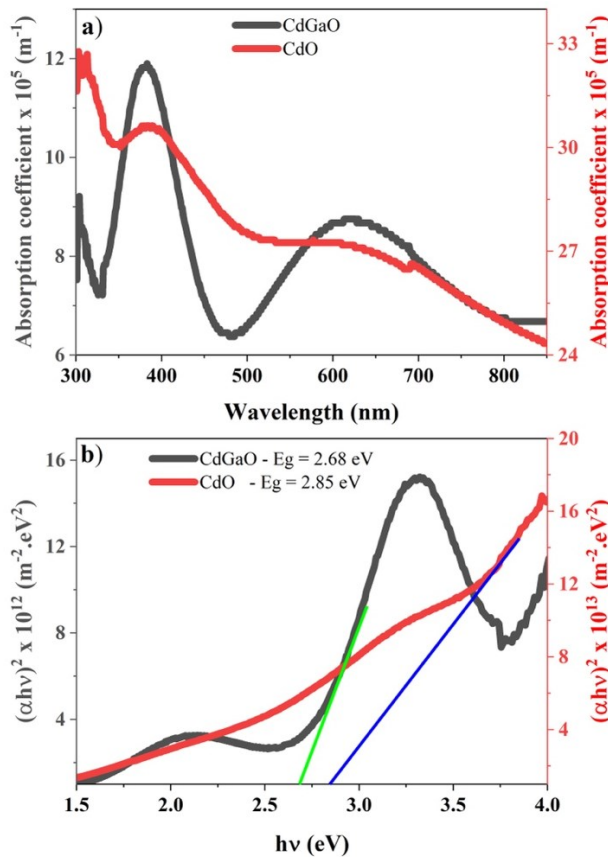 a)
CdGaO
CdO
Absorption coefficient x 10⁵ (m⁻¹)
12
10
8
6
Absorption coefficient x 10⁵ (m⁻¹)
33
30
27
24
300 400 500 600 700 800
Wavelength (nm)
b)
CdGaO - Eg = 2.68 eV
CdO - Eg = 2.85 eV
(αhν)² x 10¹² (m⁻².eV²)
16
12
8
4
(αhν)² x 10¹³ (m⁻².eV²)
20
16
12
8
4
1.5 2.0 2.5 3.0 3.5 4.0
hν (eV)